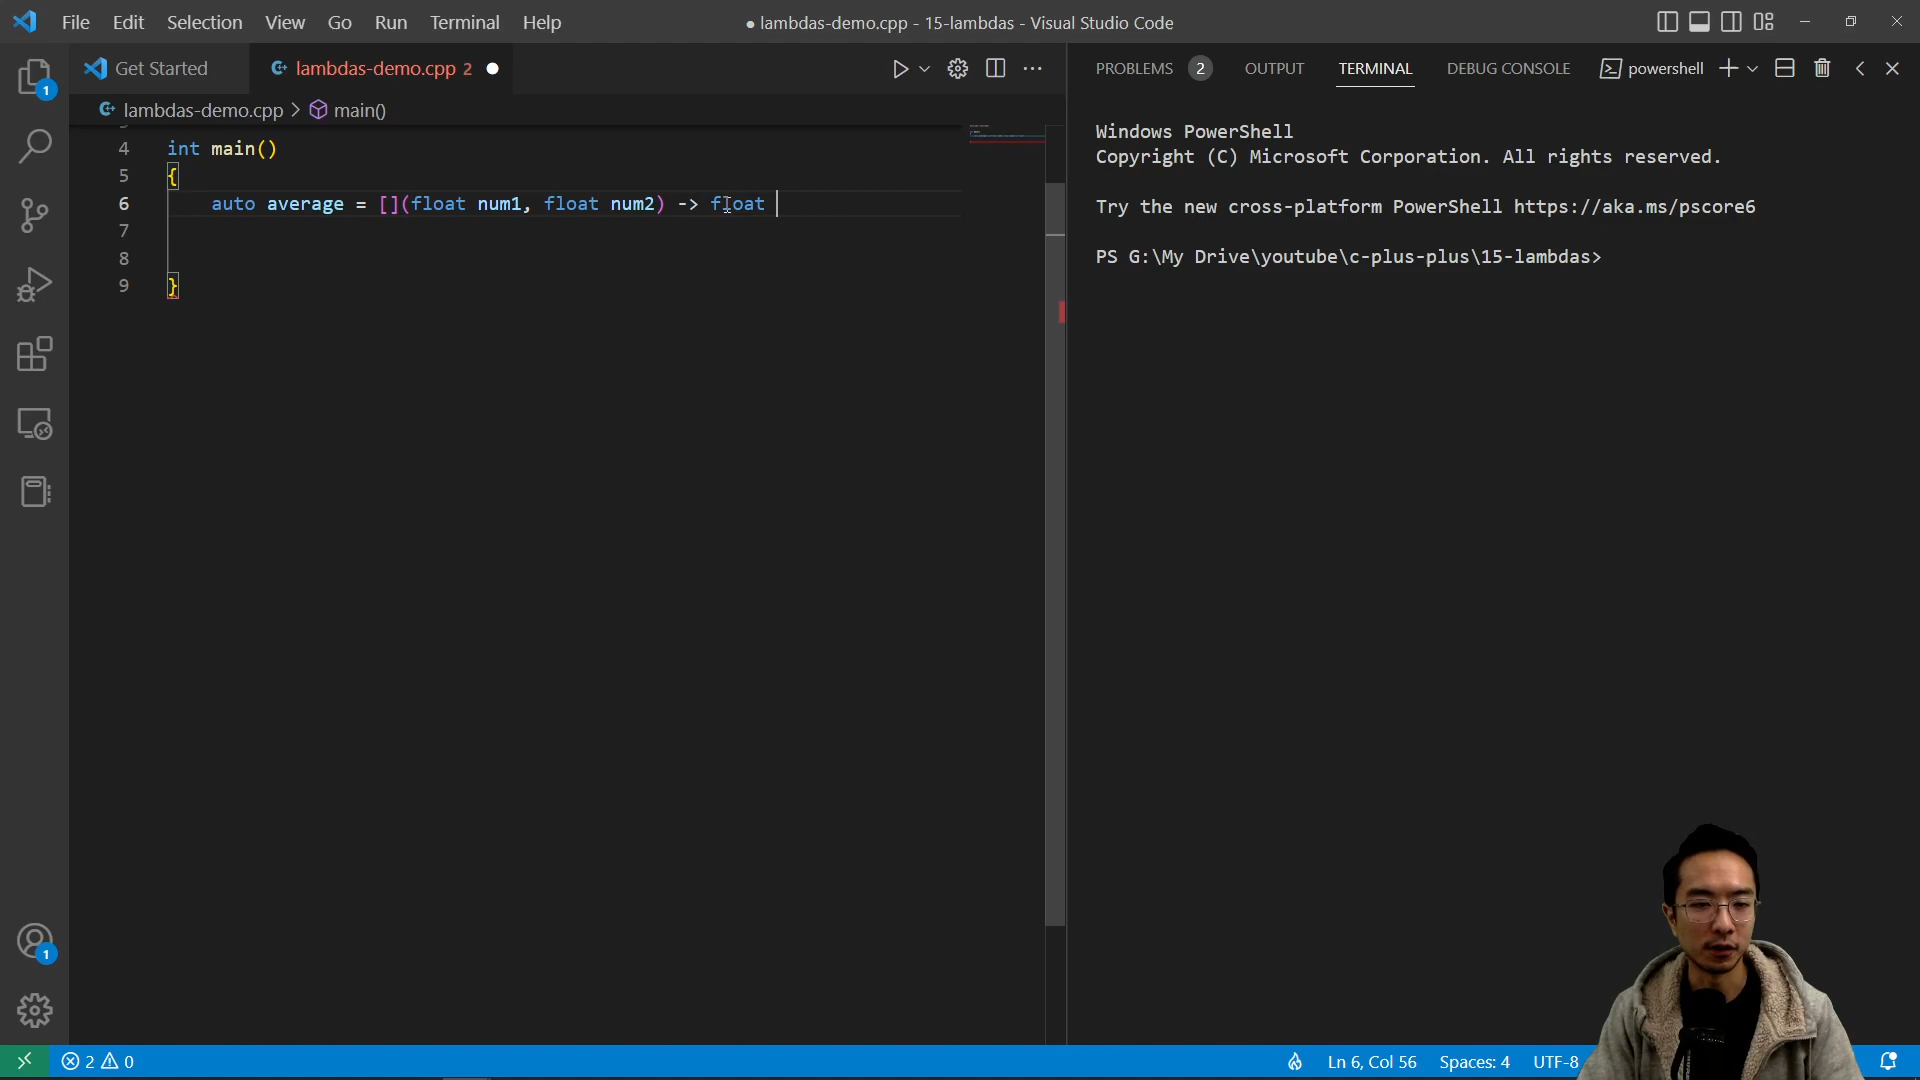 File Edit Selection View Go Run Terminal Help
● lambdas-demo.cpp - 15-lambdas - Visual Studio Code
Get Started
lambdas-demo.cpp 2
PROBLEMS 2 OUTPUT TERMINAL DEBUG CONSOLE powershell
lambdas-demo.cpp > main()
4 int main()
5 {
6 auto average = [](float num1, float num2) -> float
7
8
9 }
Windows PowerShell
Copyright (C) Microsoft Corporation. All rights reserved.
Try the new cross-platform PowerShell https://aka.ms/pscore6
PS G:\My Drive\youtube\c-plus-plus\15-lambdas>
1
1
2 0
Ln 6, Col 56 Spaces: 4 UTF-8